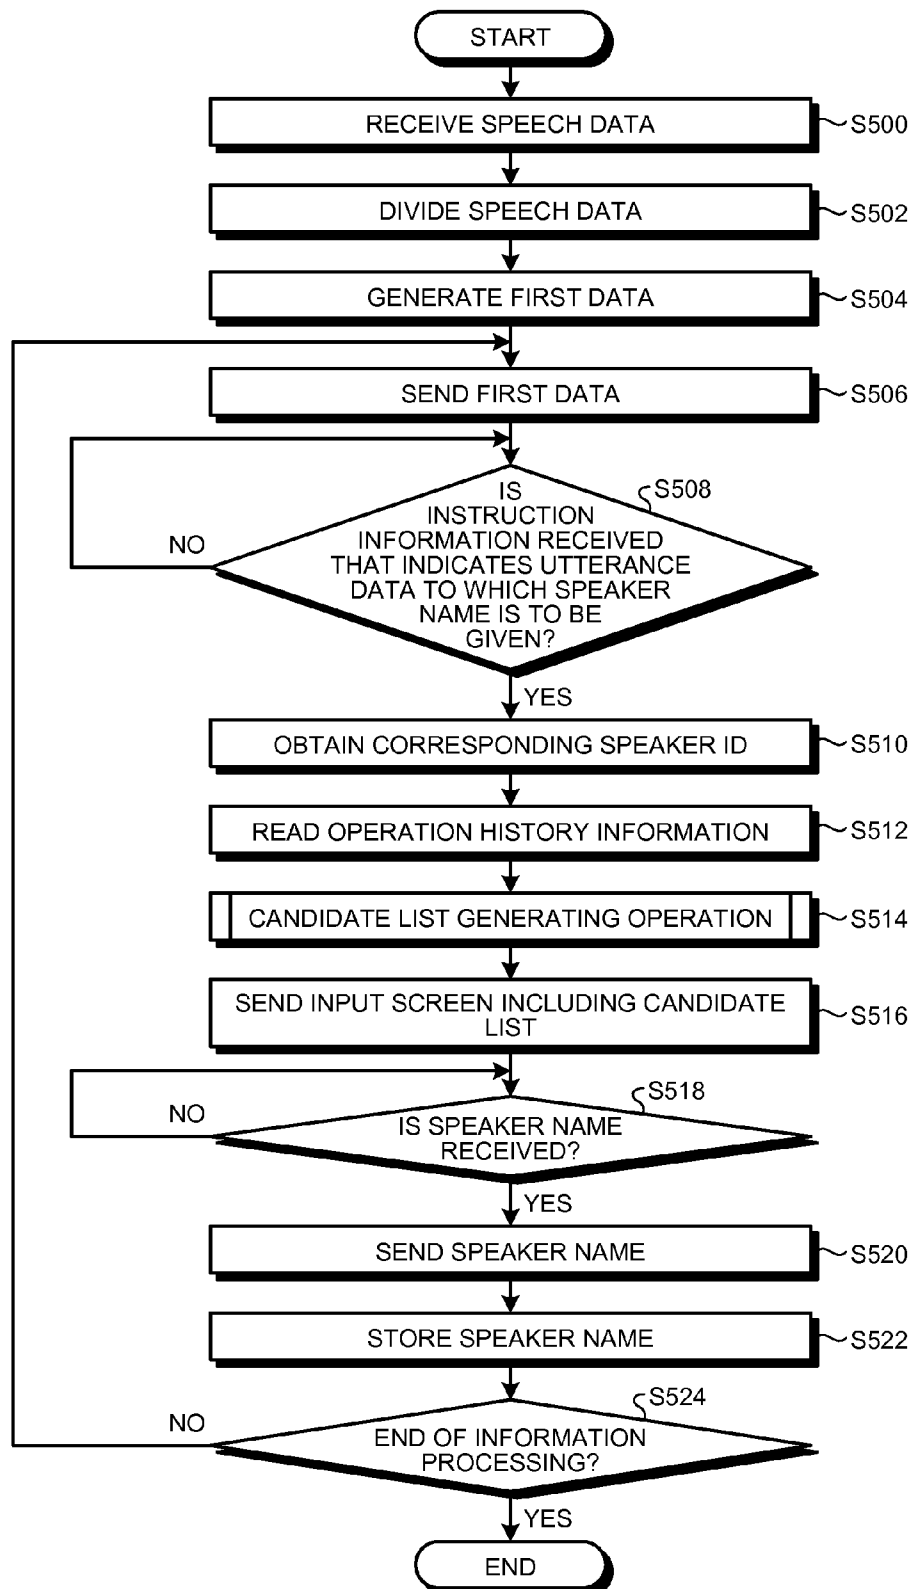 START
RECEIVE SPEECH DATA
S500
DIVIDE SPEECH DATA
S502
GENERATE FIRST DATA
S504
SEND FIRST DATA
S506
S508
IS
INSTRUCTION
INFORMATION RECEIVED
THAT INDICATES UTTERANCE
DATA TO WHICH SPEAKER
NAME IS TO BE
GIVEN?
NO
YES
OBTAIN CORRESPONDING SPEAKER ID
S510
READ OPERATION HISTORY INFORMATION
S512
CANDIDATE LIST GENERATING OPERATION
S514
SEND INPUT SCREEN INCLUDING CANDIDATE
LIST
S516
S518
NO
IS SPEAKER NAME
RECEIVED?
YES
SEND SPEAKER NAME
S520
STORE SPEAKER NAME
S522
S524
NO
END OF INFORMATION
PROCESSING?
YES
END